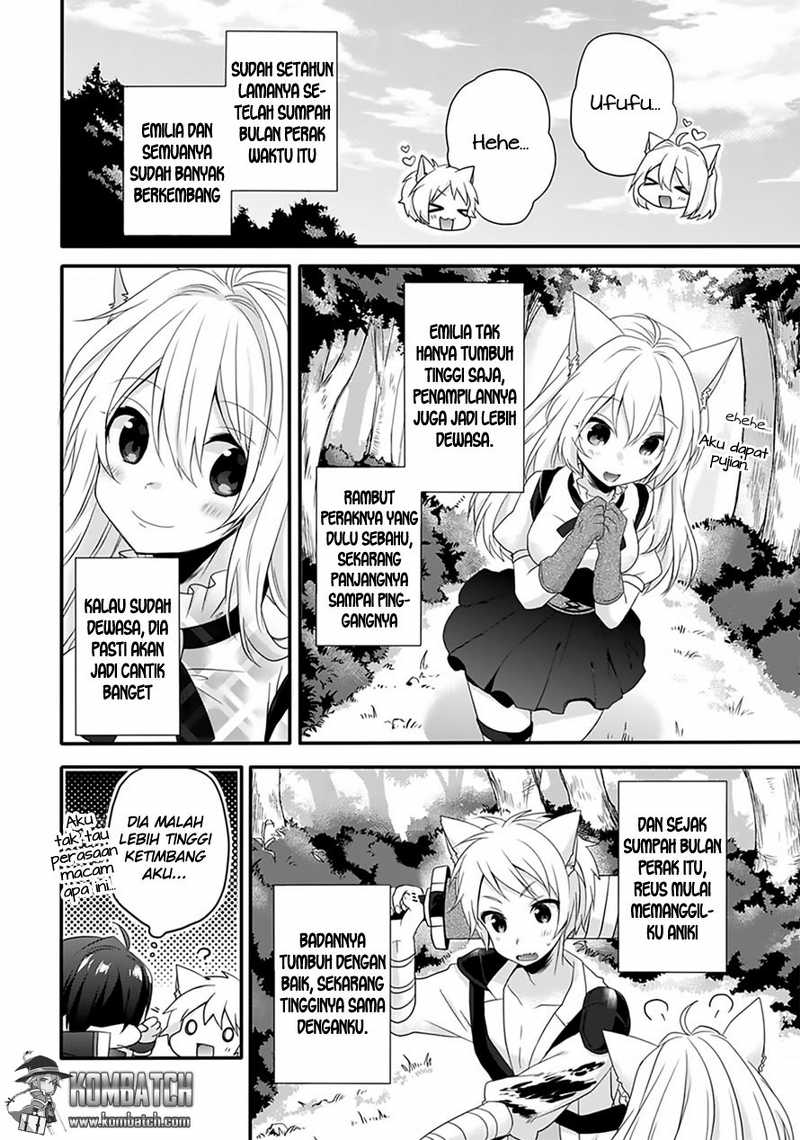 Ufufu...
Hehe...
SUDAH SETAHUN
LAMANYA SE-
TELAH SUMPAH
BULAN PERAK
WAKTU ITU
EMILIA DAN
SEMUANYA
SUDAH BANYAK
BERKEMBANG
EMILIA TAK
HANYA TUMBUH
TINGGI SAJA,
PENAMPILANNYA
JUGA JADI LEBIH
DEWASA.
ehehe...
Aku dapat
pujian
RAMBUT
PERAKNYA YANG
DULU SEBAHU,
SEKARANG
PANJANGNYA
SAMPAI PING-
GANGNYA
KALAU SUDAH
DEWASA, DIA
PASTI AKAN
JADI CANTIK
BANGET
DAN SEJAK
SUMPAH BULAN
PERAK ITU,
REUS MULAI
MEMANGGIL-
KU ANIKI
?
?
BADANNYA
TUMBUH DENGAN
BAIK, SEKARANG
TINGGINYA SAMA
DENGANKU.
DIA MALAH
LEBIH TINGGI
KETIMBANG
AKU...
Aku
tak tau
perasaan
macam
apa ini...
?
KOMBATCH
www.kombatch.com